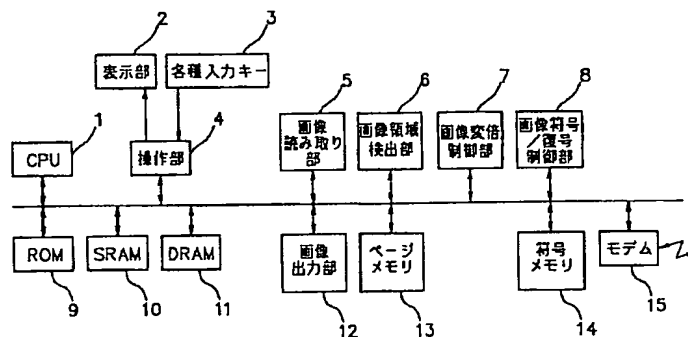 2
3
表示部
各種入力キー
5
6
7
8
1
4
画像
読み取り
部
画像領域
検出部
画像変倍
制御部
画像符号
/復号
制御部
CPU
操作部
ROM
SRAM
DRAM
画像
出力部
ページ
メモリ
符号
メモリ
モデム
9
10
11
12
13
14
15